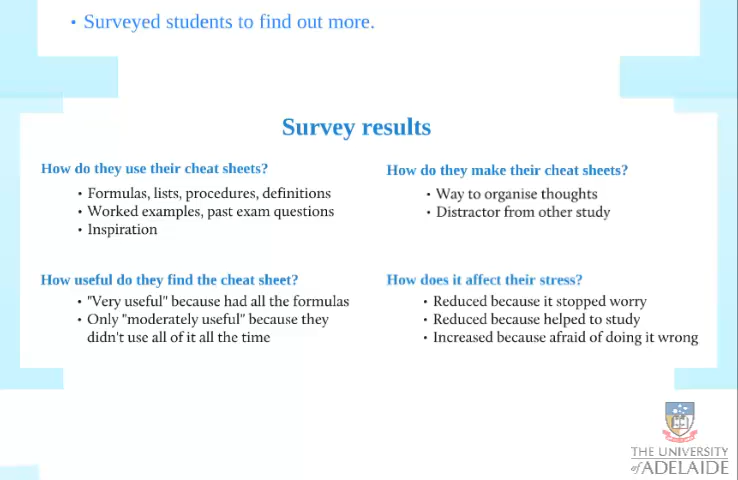 • Surveyed students to find out more.
Survey results
How do they use their cheat sheets?
• Formulas, lists, procedures, definitions
• Worked examples, past exam questions
• Inspiration
How do they make their cheat sheets?
• Way to organise thoughts
• Distractor from other study
How useful do they find the cheat sheet?
• "Very useful" because had all the formulas
• Only "moderately useful" because they
didn't use all of it all the time
How does it affect their stress?
• Reduced because it stopped worry
• Reduced because helped to study
• Increased because afraid of doing it wrong
THE UNIVERSITY
of ADELAIDE